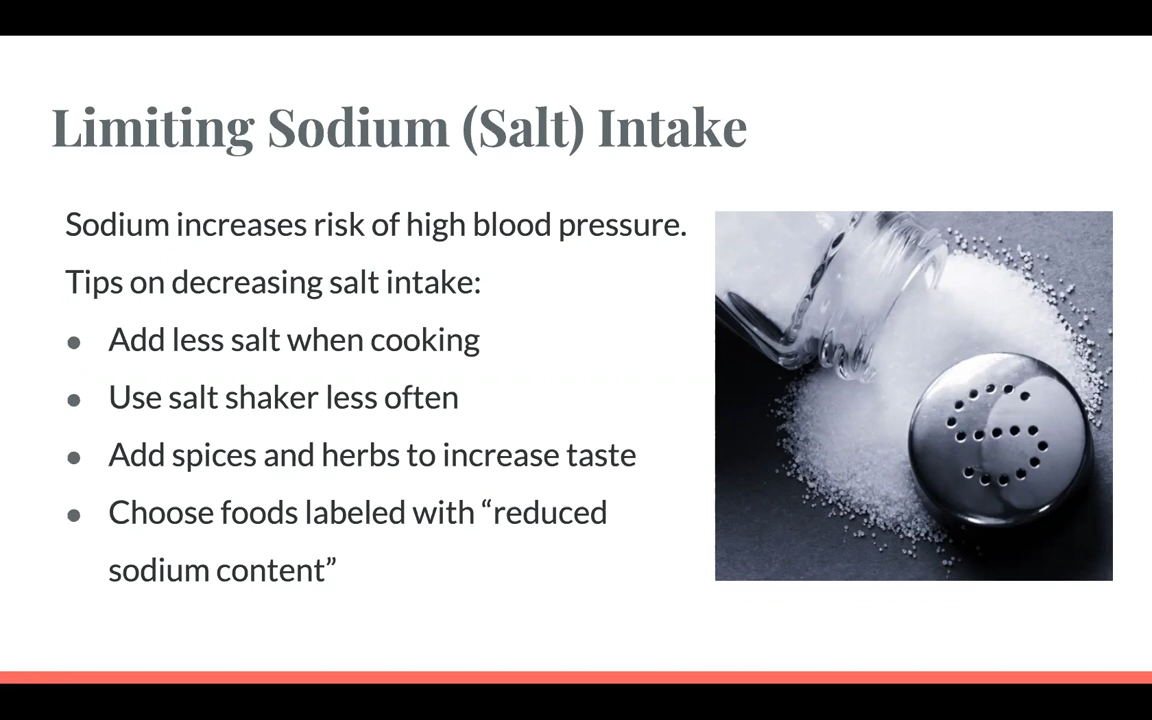 Limiting Sodium (Salt) Intake
Sodium increases risk of high blood pressure.
Tips on decreasing salt intake:
● Add less salt when cooking
● Use salt shaker less often
● Add spices and herbs to increase taste
● Choose foods labeled with “reduced
sodium content”